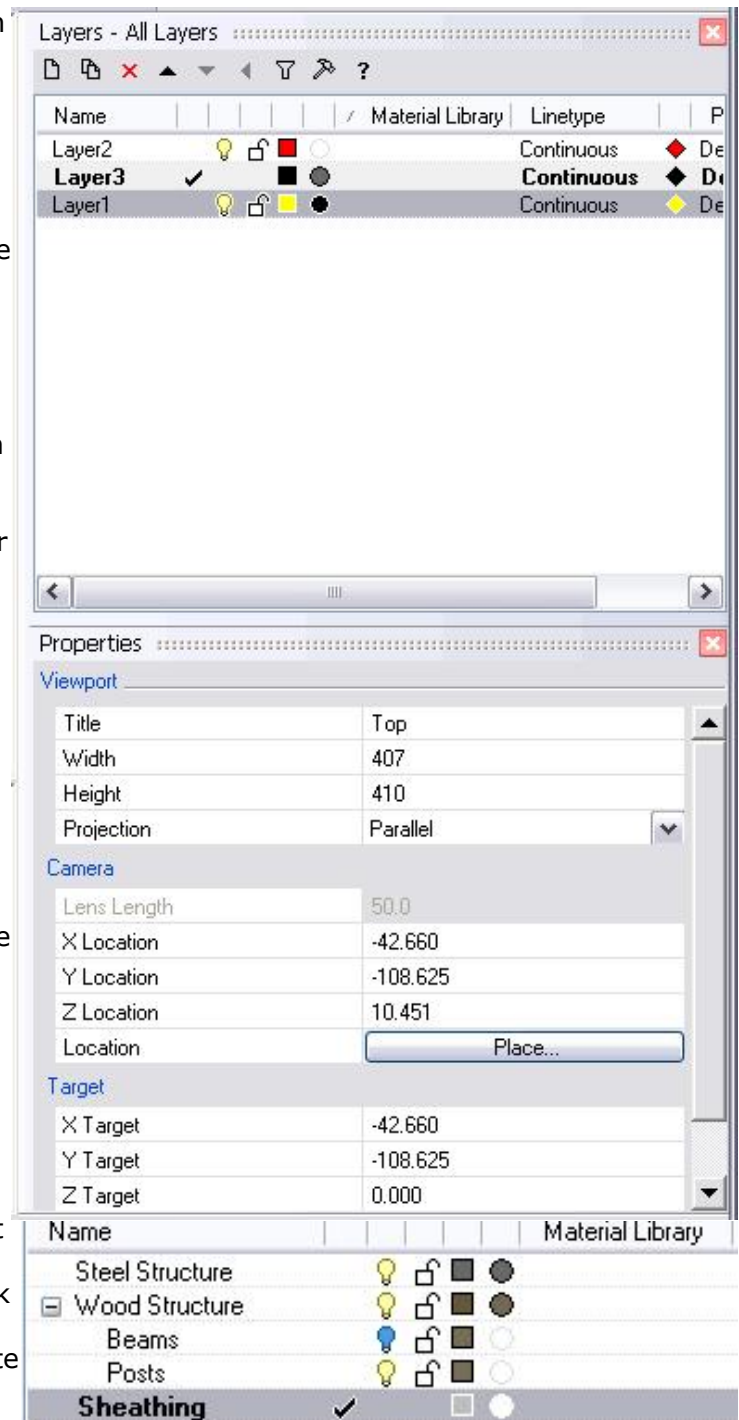 Layers - All Layers
?
Name / Material Library Linetype P
Layer2 Continuous De
Layer3 Continuous De
Layer1 Continuous De
Properties
Viewport
Title Top
Width 407
Height 410
Projection Parallel
Camera
Lens Length 50.0
X Location -42.660
Y Location -108.625
Z Location 10.451
Location Place...
Target
X Target -42.660
Y Target -108.625
Z Target 0.000
Name Material Library
Steel Structure
Wood Structure
Beams
Posts
Sheathing